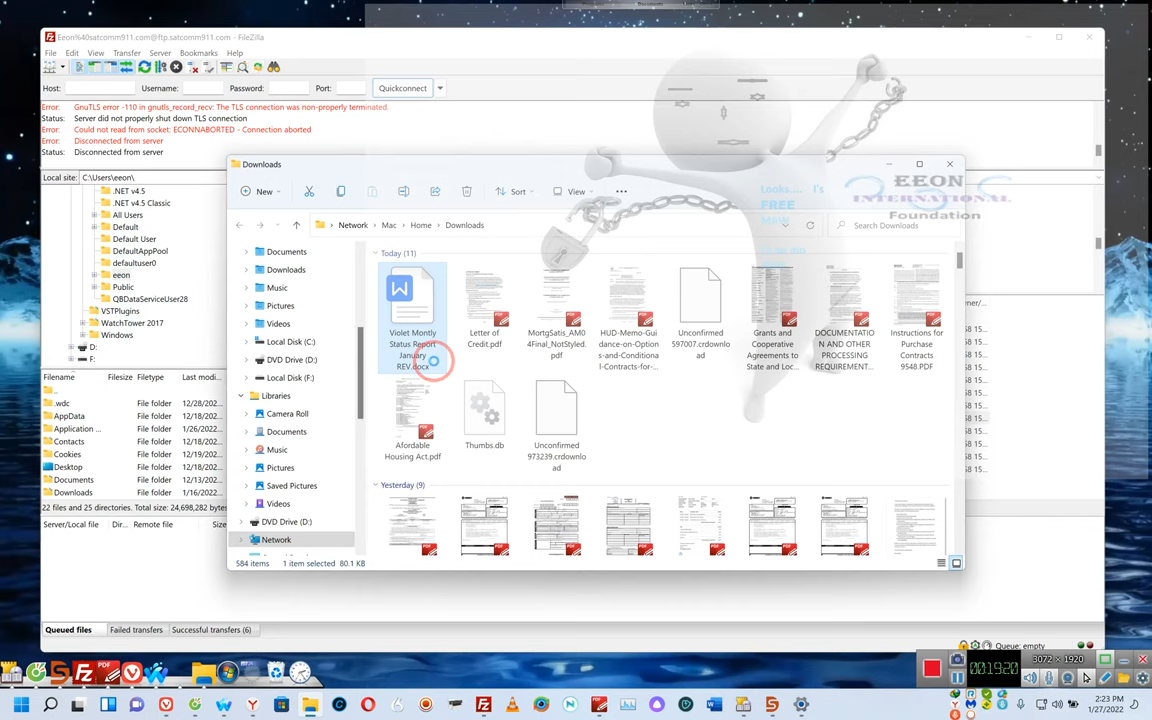 Eeon%40satcomm911.com@ftp.satcomm911.com - FileZilla
File Edit View Transfer Server Bookmarks Help
Host: Username: Password: Port: Quickconnect
Error: GnuTLS error -110 in gnutls_record_recv: The TLS connection was non-properly terminated.
Status: Server did not properly shut down TLS connection
Error: Could not read from socket: ECONNABORTED - Connection aborted
Error: Disconnected from server
Status: Disconnected from server
Local site: C:\Users\eeon\
.NET v4.5
.NET v4.5 Classic
All Users
Default
Default User
DefaultAppPool
defaultuser0
eeon
Public
QBDataServiceUser28
VSTPlugins
WatchTower 2017
Windows
D:
F:
Filename Filesize Filetype Last modi...
..
.wdc File folder 12/28/202...
AppData File folder 12/18/202...
Application ... File folder 1/26/2022 ...
Contacts File folder 12/18/202...
Cookies File folder 12/19/202...
Desktop File folder 12/18/202...
Documents File folder 12/13/202...
Downloads File folder 1/16/2022 ...
22 files and 25 directories. Total size: 24,698,282 bytes
Server/Local file Dir... Remote file Size
Queued files Failed transfers Successful transfers (6)
Queue: empty
Downloads
New Sort View
Network Mac Home Downloads
Search Downloads
Documents
Downloads
Music
Pictures
Videos
Local Disk (C:)
DVD Drive (D:)
Local Disk (F:)
Libraries
Camera Roll
Documents
Music
Pictures
Saved Pictures
Videos
DVD Drive (D:)
Network
Today (11)
Violet Montly Status Report January REV.docx
Letter of Credit.pdf
MortgSatis_AM04Final_NotStyled.pdf
HUD-Memo-Guidance-on-Options-and-Conditional-Contracts-for-...
Unconfirmed 597007.crdownload
Grants and Cooperative Agreements to State and Loc...
DOCUMENTATION AND OTHER PROCESSING REQUIREMENT...
Instructions for Purchase Contracts 9548.PDF
Afordable Housing Act.pdf
Thumbs.db
Unconfirmed 973239.crdownload
Yesterday (9)
584 items 1 item selected 80.1 KB
Looks.... I's
FREE
EEON
INTERNATIONAL
Foundation
00:19:20
3072 × 1920
2:23 PM
1/27/2022